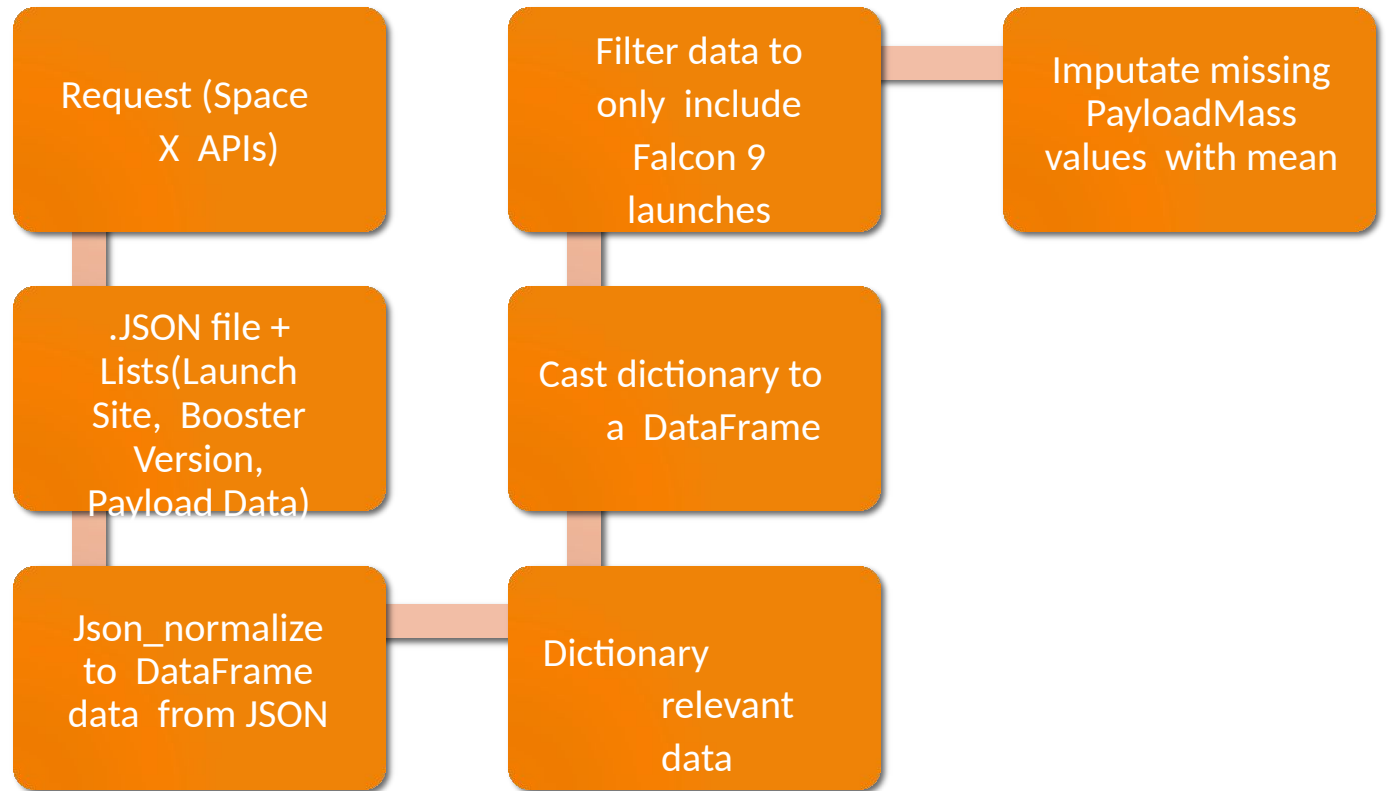 Request (Space
X APIs)
.JSON file +
Lists(Launch
Site, Booster
Version,
Payload Data)
Json_normalize
to DataFrame
data from JSON
Dictionary
relevant
data
Cast dictionary to
a DataFrame
Filter data to
only include
Falcon 9
launches
Imputate missing
PayloadMass
values with mean